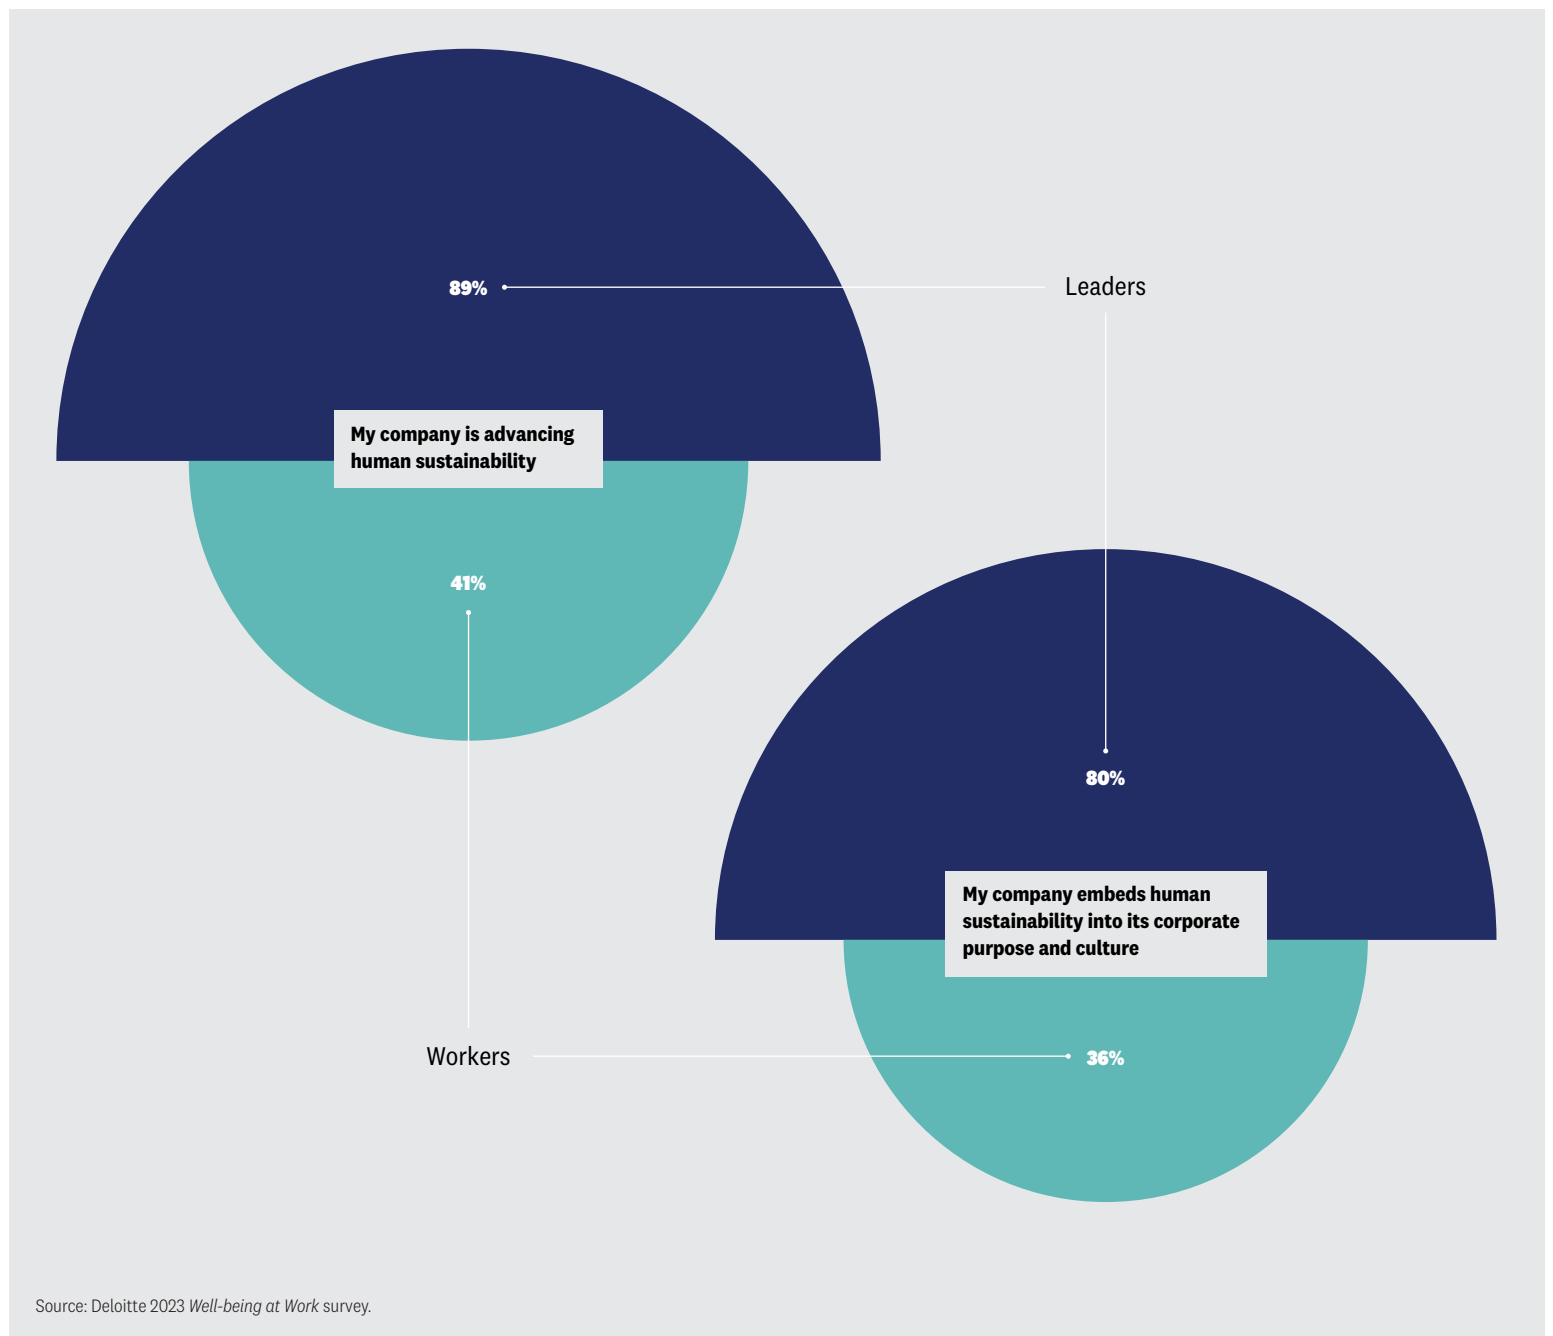 89%
Leaders
My company is advancing
human sustainability
41%
80%
My company embeds human
sustainability into its corporate
purpose and culture
Workers
36%
Source: Deloitte 2023 Well-being at Work survey.